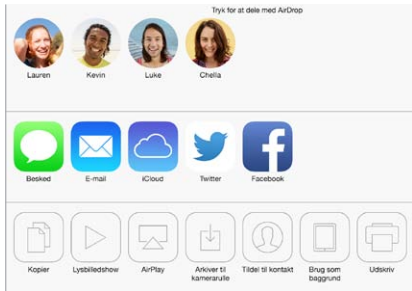 Tryk for at dele med AirDrop
Lauren Kevin Luke Chella
Besked E-mail iCloud Twitter Facebook
Kopier Lysbilledshow AirPlay Arkiver til kamerarulle Tildel til kontakt Brug som baggrund Udskriv